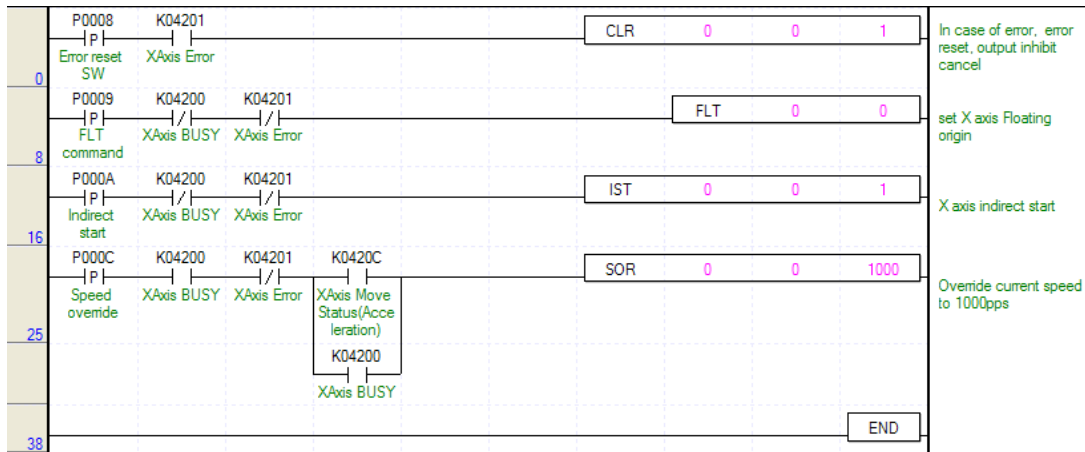 P0008 K04201
P CLR 0 0 1 In case of error, error
Error reset XAxis Error reset, output inhibit
SW cancel
0
P0009 K04200 K04201
P FLT 0 0 set X axis Floating
FLT XAxis BUSY XAxis Error origin
command
8
P000A K04200 K04201
P IST 0 0 1 X axis indirect start
Indirect XAxis BUSY XAxis Error
start
16
P000C K04200 K04201 K0420C
P SOR 0 0 1000 Override current speed
Speed XAxis BUSY XAxis Error XAxis Move to 1000pps
override Status(Acce
leration)
25
K04200
XAxis BUSY
END
38